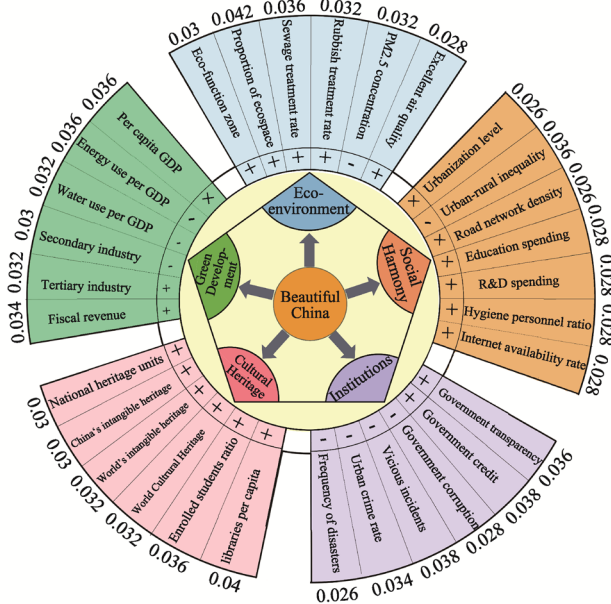 0.03
0.042
0.036
0.032
0.032
0.028
Eco-function zone
Proportion of ecospace
Sewage treatment rate
Rubbish treatment rate
PM2.5 concentration
Excellent air quality
+
+
+
+
-
+
0.026
0.036
0.026
0.028
0.028
0.028
0.028
Urbanization level
Urban-rural inequality
Road network density
Education spending
R&D spending
Hygiene personnel ratio
Internet availability rate
+
-
+
+
+
+
+
0.036
0.036
0.032
0.03
0.032
0.034
Per capita GDP
Energy use per GDP
Water use per GDP
Secondary industry
Tertiary industry
Fiscal revenue
+
-
-
-
+
+
Eco-
environment
Social
Harmony
Green
Develop-
ment
Beautiful
China
Cultural
Heritage
Institutions
+
+
+
+
+
+
National heritage units
China's intangible heritage
World's intangible heritage
World Cultrural Heritage
Enrolled students ratio
libraries per capita
0.03
0.03
0.032
0.032
0.036
0.04
-
-
-
-
+
+
Frequency of disasters
Urban crime rate
Vicious incidents
Government corruption
Government credit
Government transparency
0.026
0.034
0.038
0.028
0.038
0.036